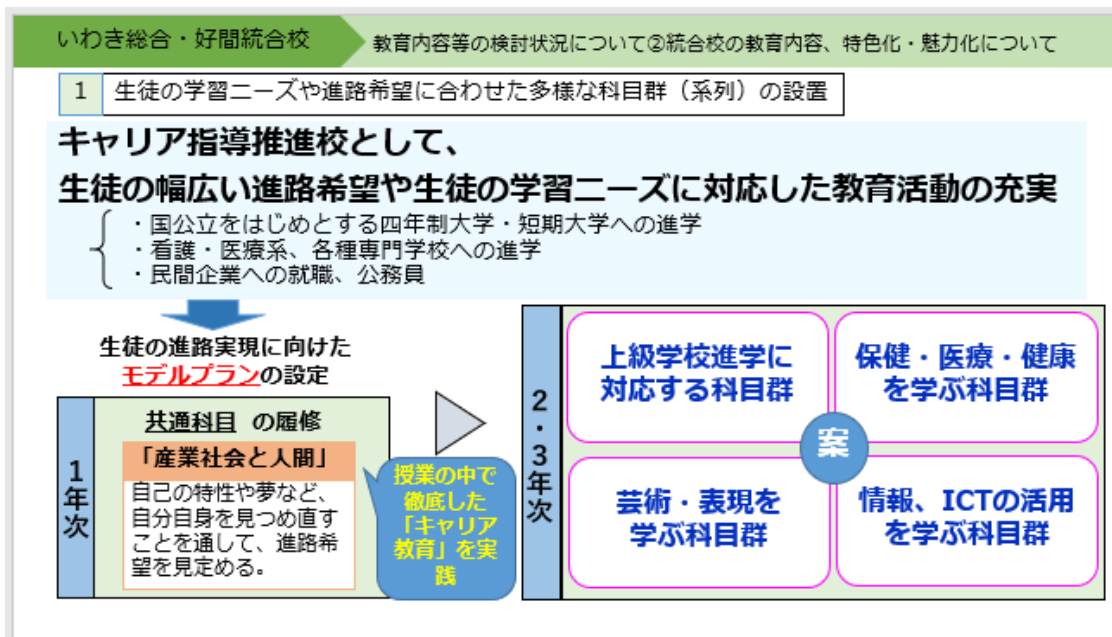 いわき総合・好間統合校
教育内容等の検討状況について②統合校の教育内容、特色化・魅力化について
1 生徒の学習ニーズや進路希望に合わせた多様な科目群（系列）の設置
キャリア指導推進校として、
生徒の幅広い進路希望や生徒の学習ニーズに対応した教育活動の充実
・国公立をはじめとする四年制大学・短期大学への進学
・看護・医療系、各種専門学校への進学
・民間企業への就職、公務員
生徒の進路実現に向けた
モデルプランの設定
1年次
共通科目 の履修
「産業社会と人間」
自己の特性や夢など、
自分自身を見つめ直す
ことを通して、進路希
望を見定める。
授業の中で
徹底した
「キャリア
教育」を実
践
2・3年次
上級学校進学に
対応する科目群
保健・医療・健康
を学ぶ科目群
案
芸術・表現を
学ぶ科目群
情報、ICTの活用
を学ぶ科目群